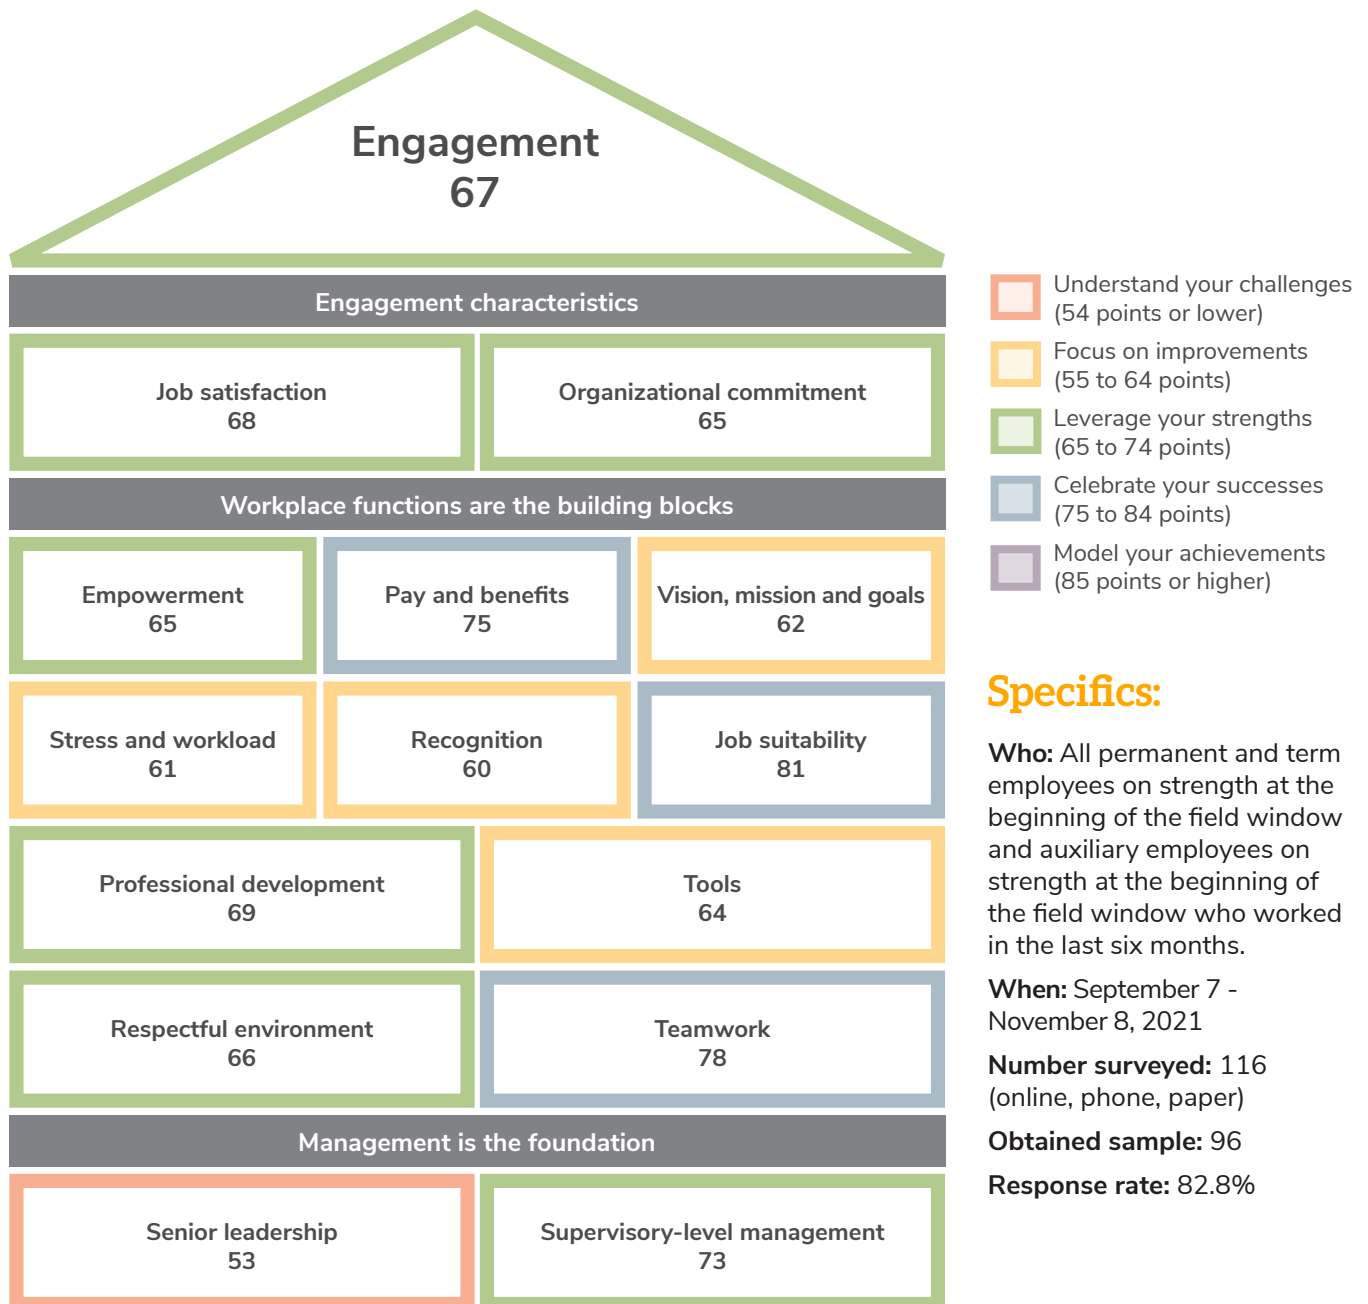 Engagement
67
Engagement characteristics
Job satisfaction
68
Organizational commitment
65
Workplace functions are the building blocks
Empowerment
65
Pay and benefits
75
Vision, mission and goals
62
Stress and workload
61
Recognition
60
Job suitability
81
Professional development
69
Tools
64
Respectful environment
66
Teamwork
78
Management is the foundation
Senior leadership
53
Supervisory-level management
73
Understand your challenges
(54 points or lower)
Focus on improvements
(55 to 64 points)
Leverage your strengths
(65 to 74 points)
Celebrate your successes
(75 to 84 points)
Model your achievements
(85 points or higher)
Specifics:
Who: All permanent and term
employees on strength at the
beginning of the field window
and auxiliary employees on
strength at the beginning of
the field window who worked
in the last six months.
When: September 7 -
November 8, 2021
Number surveyed: 116
(online, phone, paper)
Obtained sample: 96
Response rate: 82.8%